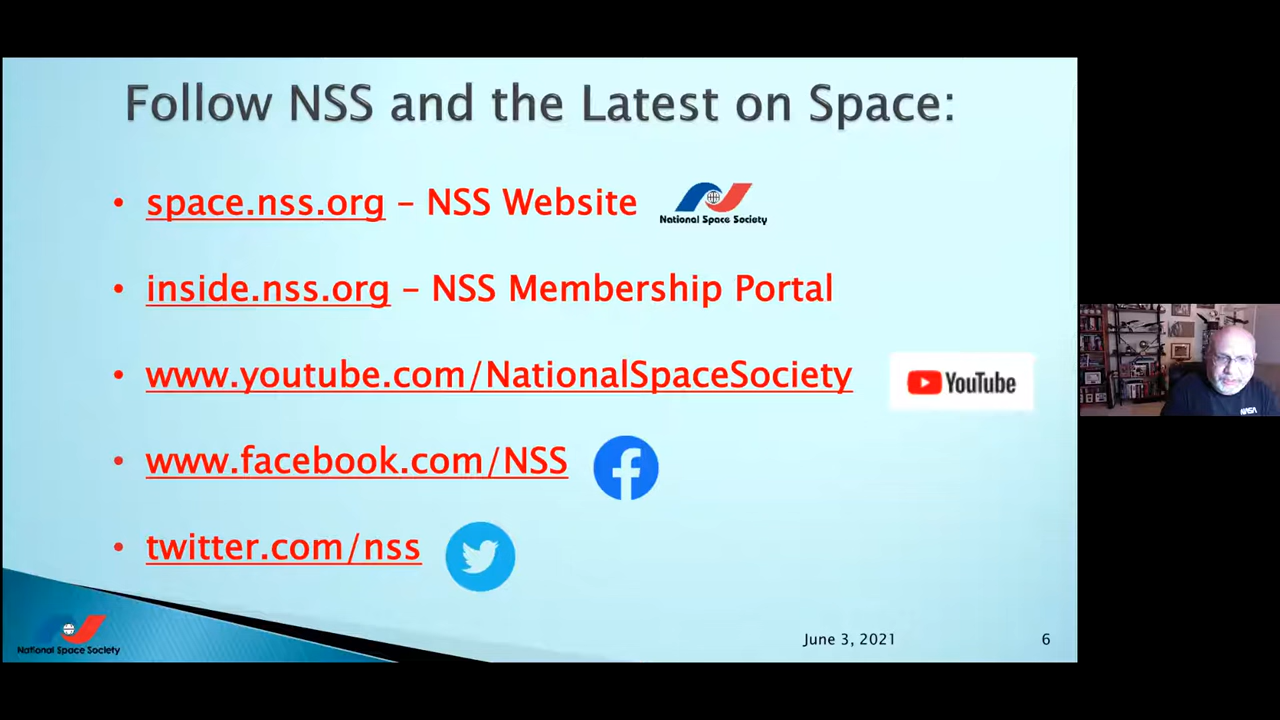 Follow NSS and the Latest on Space:
• space.nss.org – NSS Website
National Space Society
• inside.nss.org – NSS Membership Portal
• www.youtube.com/NationalSpaceSociety
YouTube
• www.facebook.com/NSS
• twitter.com/nss
National Space Society
June 3, 2021
6
NASA